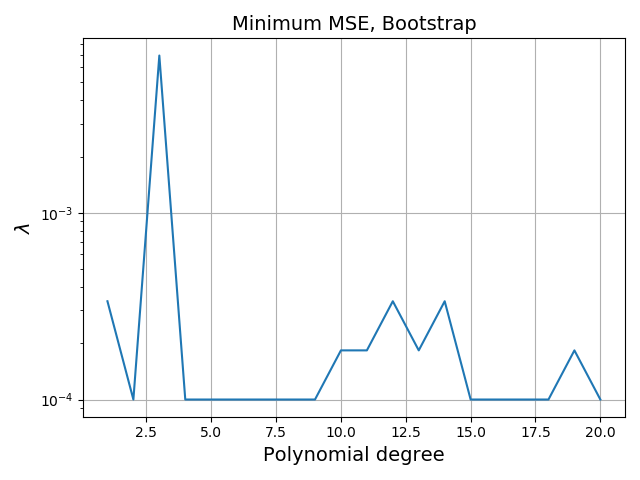 Minimum MSE, Bootstrap
λ
10⁻³
10⁻⁴
2.5 5.0 7.5 10.0 12.5 15.0 17.5 20.0
Polynomial degree